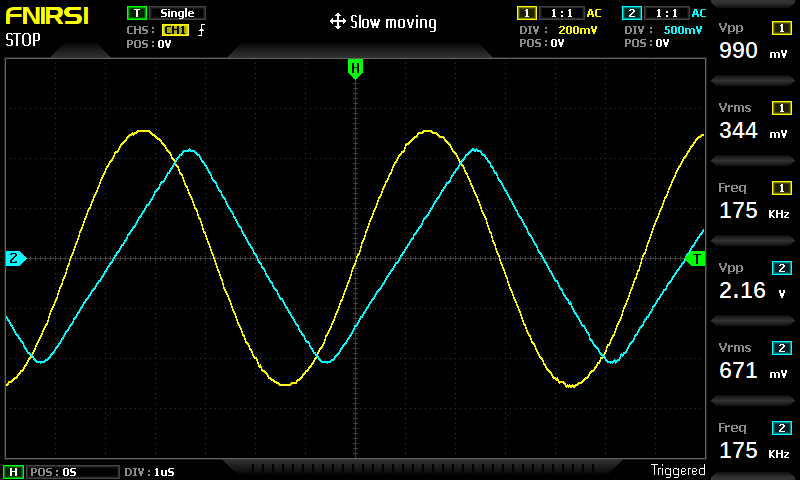 FNIRSI
STOP
T Single
CHS: CH1
POS: 0V
Slow moving
1 1:1 AC
DIV: 200mV
POS: 0V
2 1:1 AC
DIV: 500mV
POS: 0V
H
2
T
Vpp 1
990 mV
Vrms 1
344 mV
Freq 1
175 KHz
Vpp 2
2.16 V
Vrms 2
671 mV
Freq 2
175 KHz
H POS: 0S DIV: 1uS
Triggered